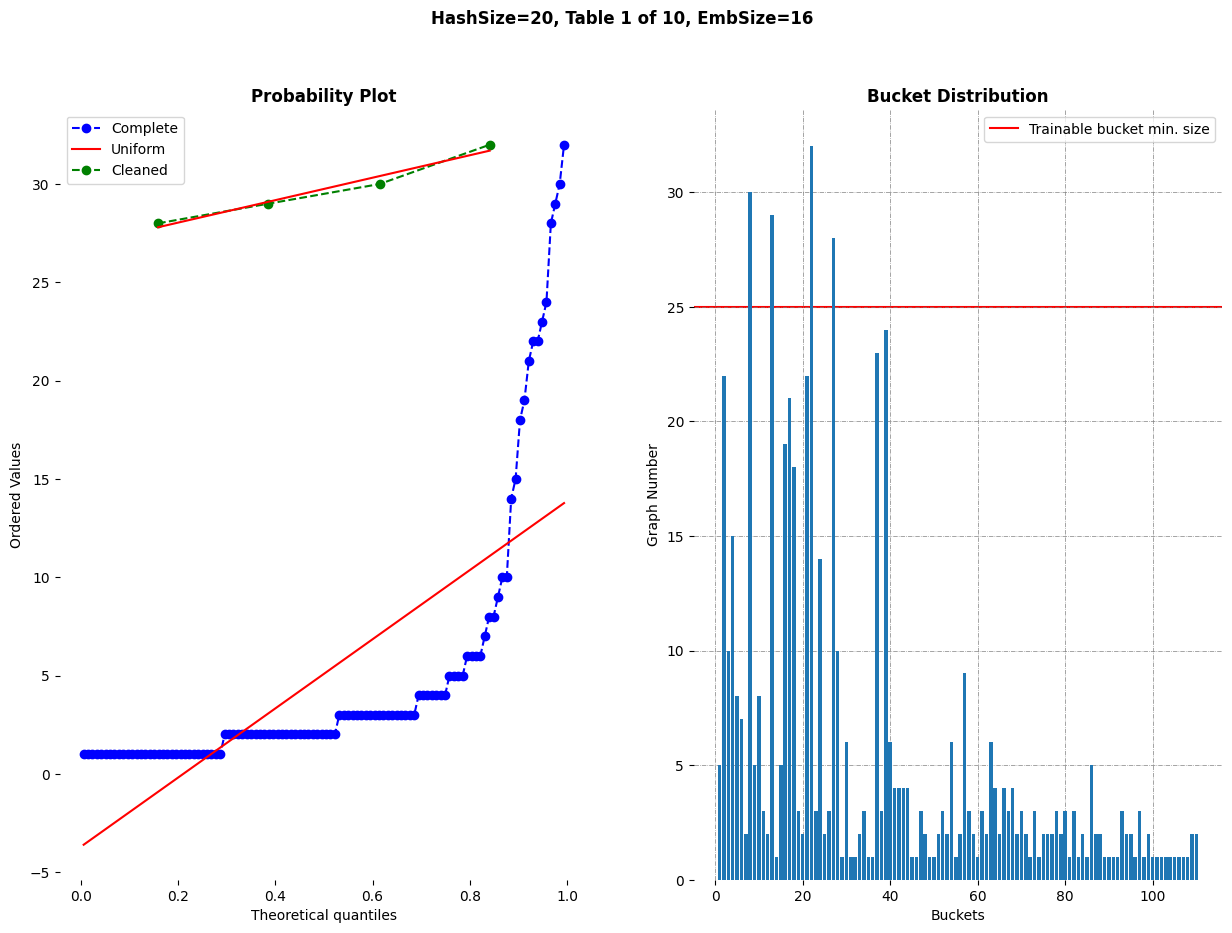 HashSize=20, Table 1 of 10, EmbSize=16
Probability Plot
Complete
Uniform
Cleaned
Ordered Values
30
25
20
15
10
5
0
−5
0.0 0.2 0.4 0.6 0.8 1.0
Theoretical quantiles
Bucket Distribution
Trainable bucket min. size
Graph Number
30
25
20
15
10
5
0
0 20 40 60 80 100
Buckets